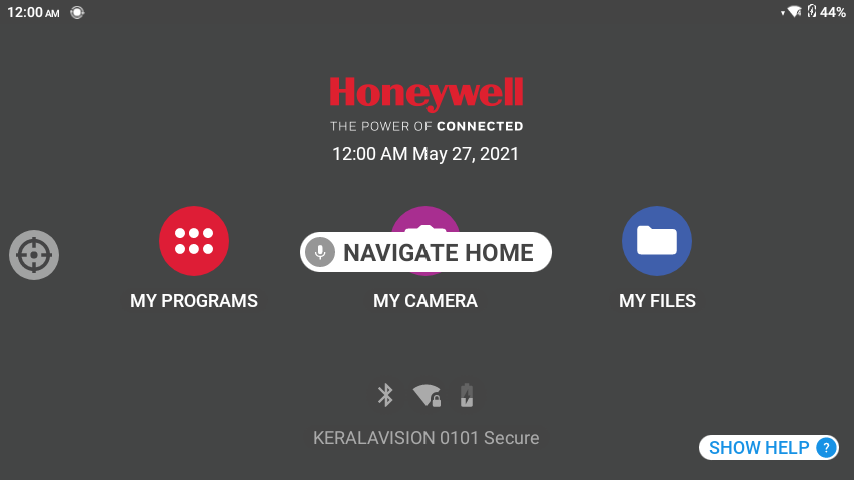 12:00 AM
44%
Honeywell
THE POWER OF CONNECTED
12:00 AM May 27, 2021
NAVIGATE HOME
MY PROGRAMS
MY CAMERA
MY FILES
KERALAVISION 0101 Secure
SHOW HELP ?